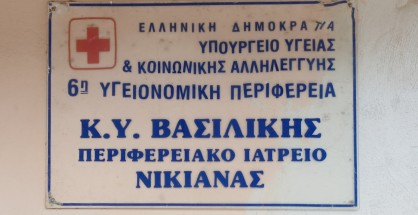 ΕΛΛΗΝΙΚΗ ΔΗΜΟΚΡΑΤΙΑ
ΥΠΟΥΡΓΕΙΟ ΥΓΕΙΑΣ
& ΚΟΙΝΩΝΙΚΗΣ ΑΛΛΗΛΕΓΓΥΗΣ
6η ΥΓΕΙΟΝΟΜΙΚΗ ΠΕΡΙΦΕΡΕΙΑ
Κ.Υ. ΒΑΣΙΛΙΚΗΣ
ΠΕΡΙΦΕΡΕΙΑΚΟ ΙΑΤΡΕΙΟ
ΝΙΚΙΑΝΑΣ